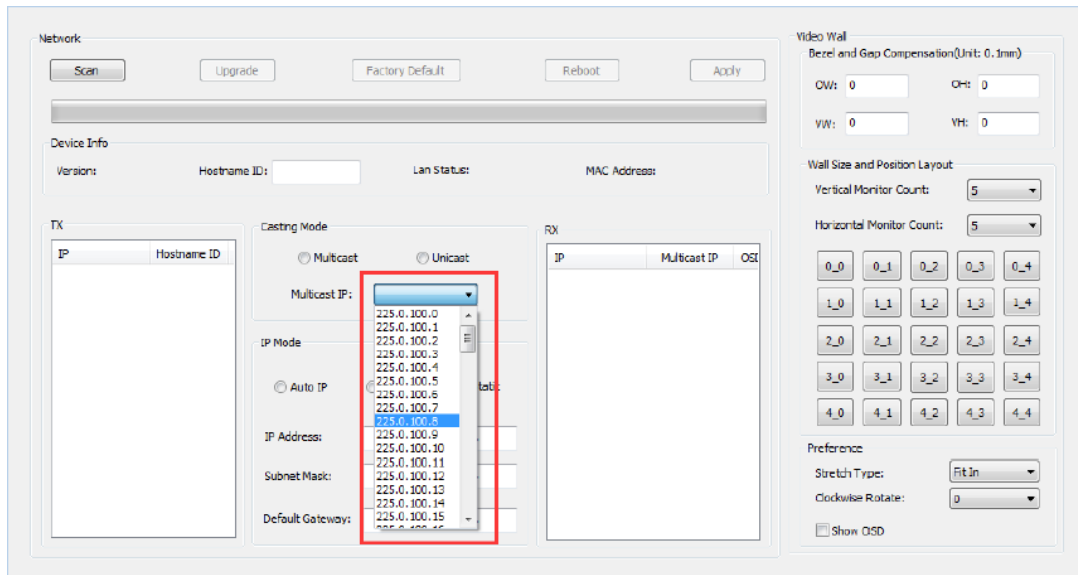 Network
Scan
Upgrade
Factory Default
Reboot
Apply
Device Info
Version:
Hostname ID:
Lan Status:
MAC Address:
TX
IP
Hostname ID
Casting Mode
Multicast
Unicast
Multicast IP:
225.0.100.0
225.0.100.1
225.0.100.2
225.0.100.3
225.0.100.4
225.0.100.5
225.0.100.6
225.0.100.7
225.0.100.8
225.0.100.9
225.0.100.10
225.0.100.11
225.0.100.12
225.0.100.13
225.0.100.14
225.0.100.15
IP Mode
Auto IP
IP Address:
Subnet Mask:
Default Gateway:
RX
IP
Multicast IP
Video Wall
Bezel and Gap Compensation(Unit: 0.1mm)
OW: 0
OH: 0
VW: 0
VH: 0
Wall Size and Position Layout
Vertical Monitor Count: 5
Horizontal Monitor Count: 5
0_0 0_1 0_2 0_3 0_4
1_0 1_1 1_2 1_3 1_4
2_0 2_1 2_2 2_3 2_4
3_0 3_1 3_2 3_3 3_4
4_0 4_1 4_2 4_3 4_4
Preference
Stretch Type: Fit In
Clockwise Rotate: 0
Show OSD